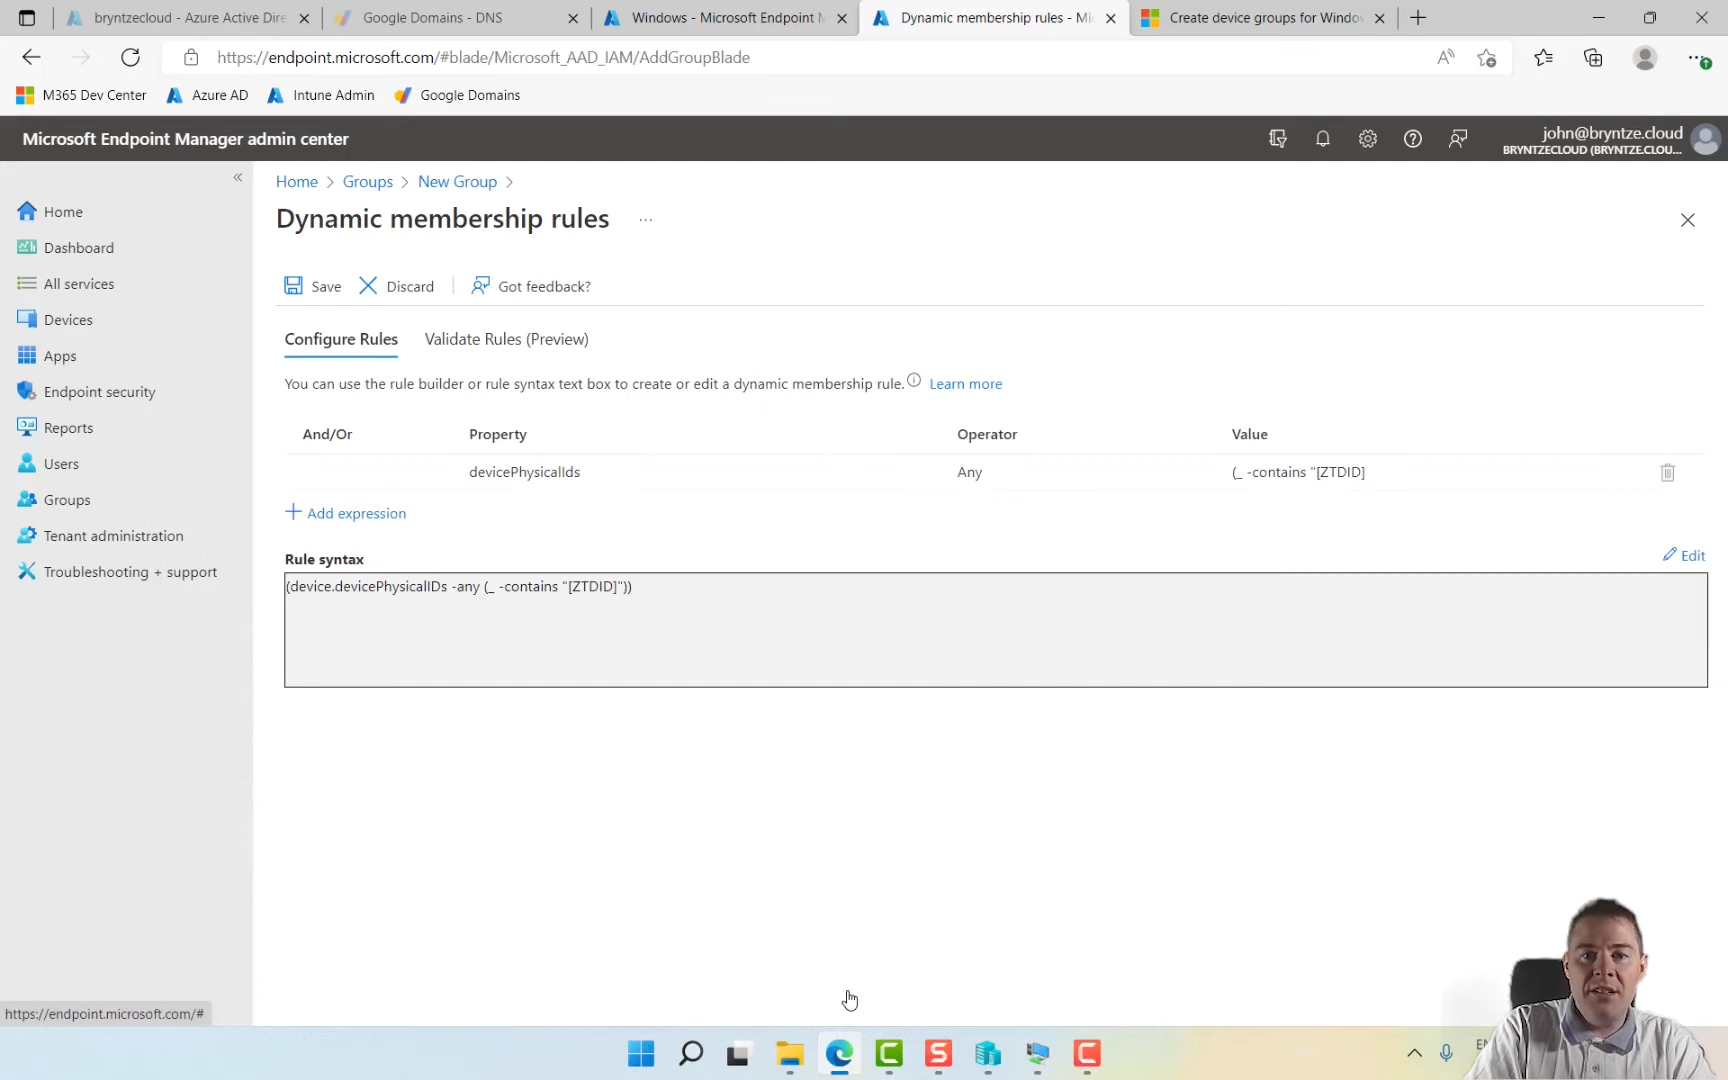 bryntzecloud - Azure Active Dire
Google Domains - DNS
Windows - Microsoft Endpoint M
Dynamic membership rules - Mi
Create device groups for Windo
https://endpoint.microsoft.com/#blade/Microsoft_AAD_IAM/AddGroupBlade
M365 Dev Center
Azure AD
Intune Admin
Google Domains
Microsoft Endpoint Manager admin center
john@bryntze.cloud
BRYNTZECLOUD (BRYNTZE.CLOU...
Home
Dashboard
All services
Devices
Apps
Endpoint security
Reports
Users
Groups
Tenant administration
Troubleshooting + support
Home > Groups > New Group >
Dynamic membership rules ...
Save
Discard
Got feedback?
Configure Rules
Validate Rules (Preview)
You can use the rule builder or rule syntax text box to create or edit a dynamic membership rule. Learn more
And/Or Property Operator Value
devicePhysicalIds Any (_ -contains "[ZTDID]
+ Add expression
Rule syntax
Edit
(device.devicePhysicalIDs -any (_ -contains "[ZTDID]"))
https://endpoint.microsoft.com/#